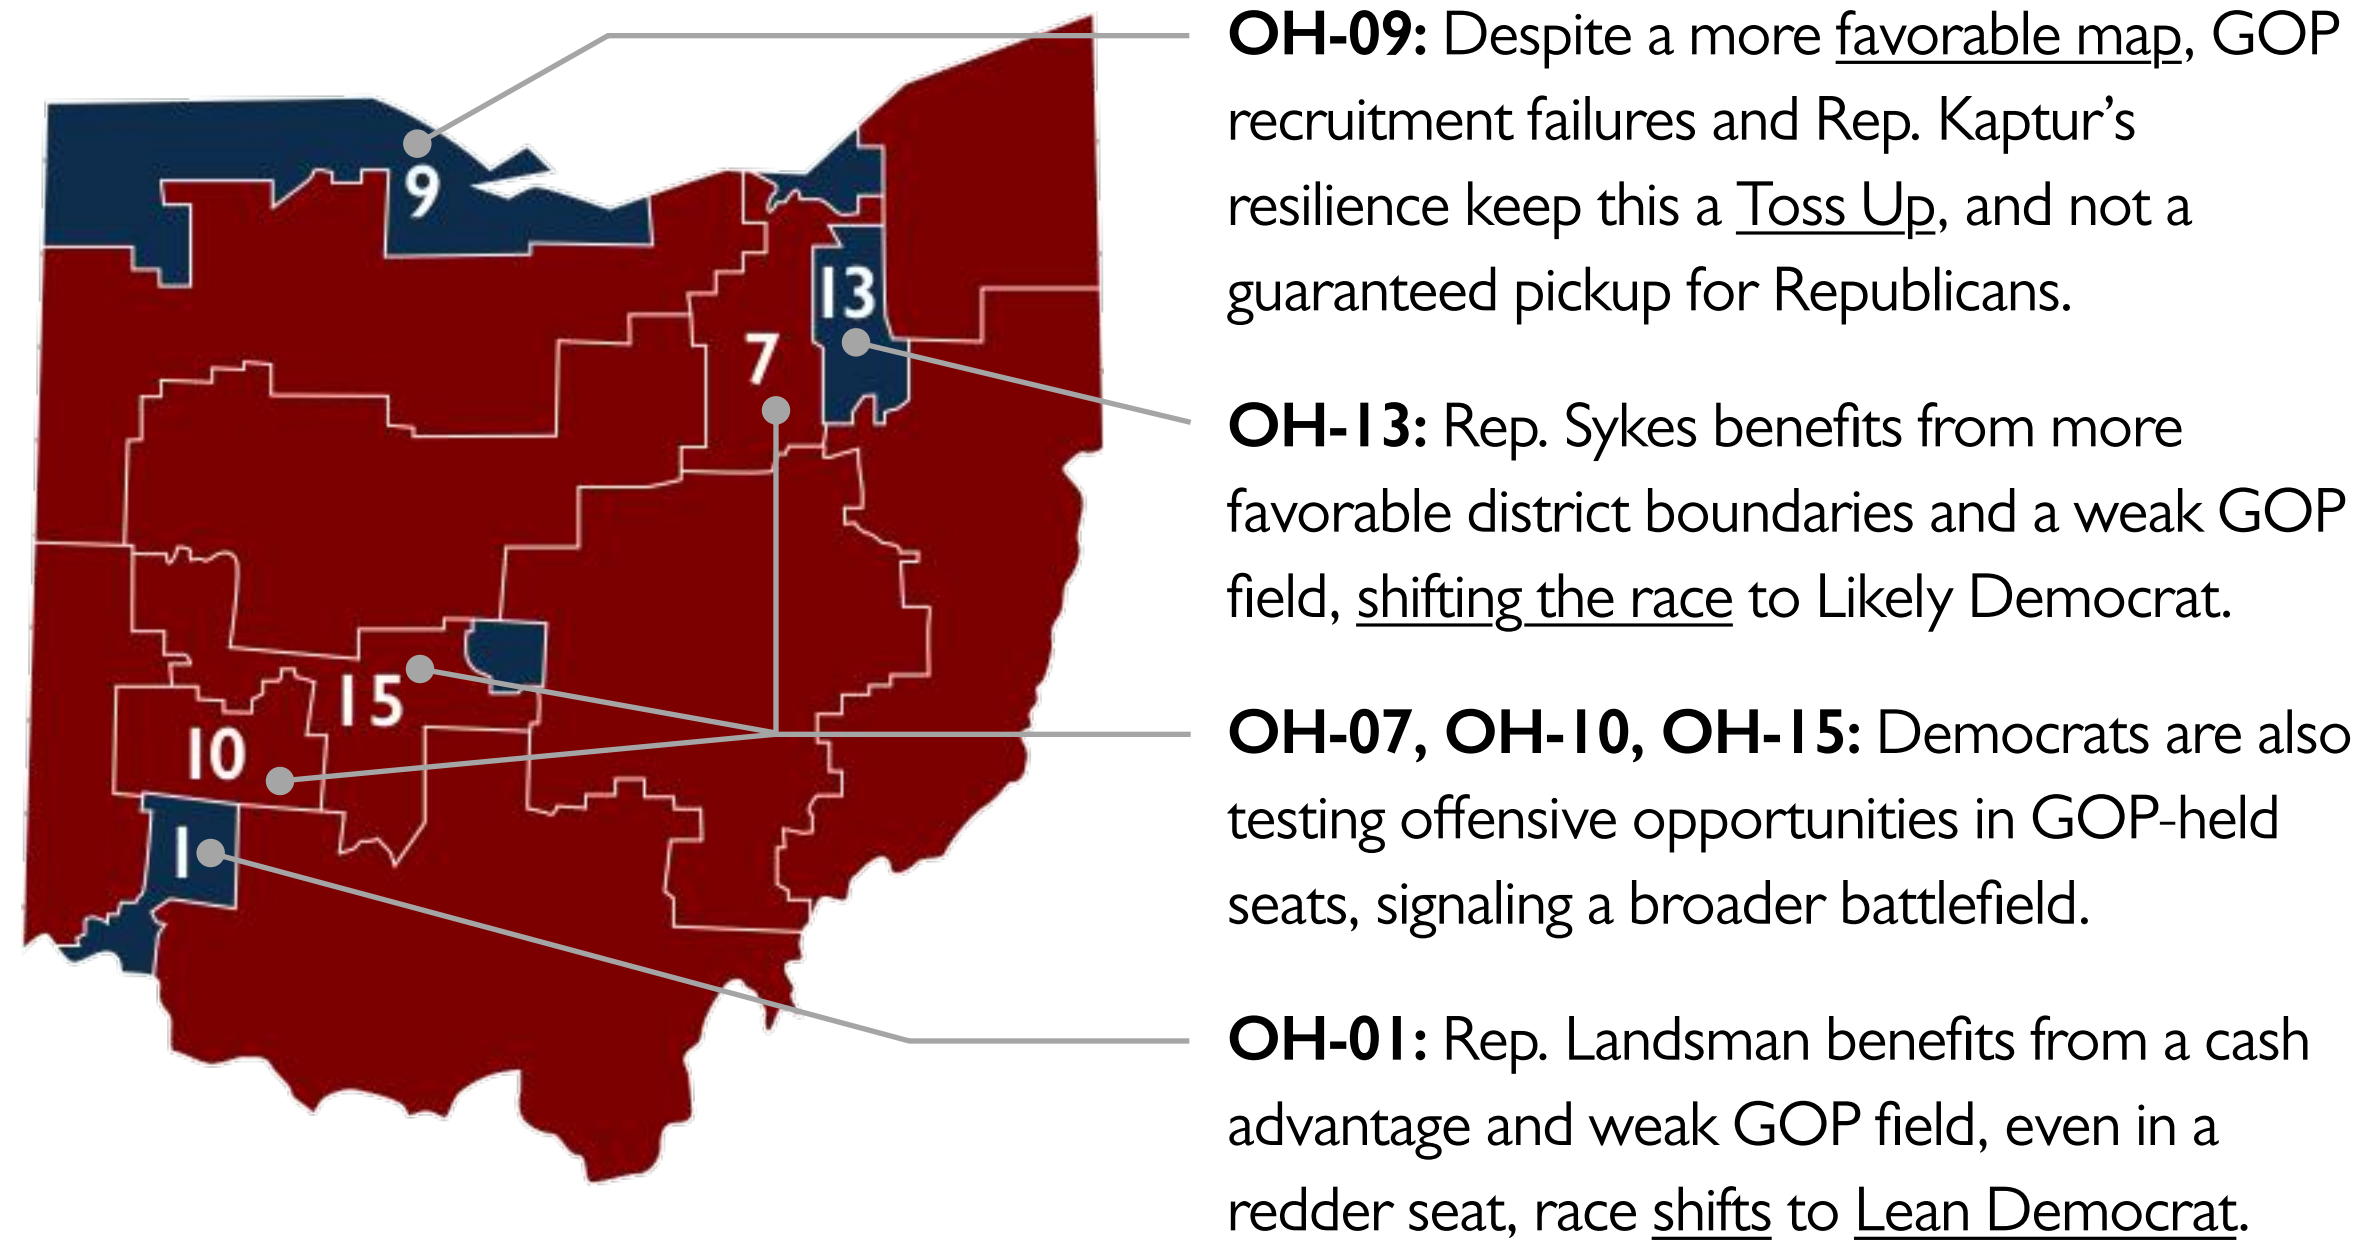 9
13
7
15
10
1
OH-09: Despite a more favorable map, GOP
recruitment failures and Rep. Kaptur’s
resilience keep this a Toss Up, and not a
guaranteed pickup for Republicans.
OH-13: Rep. Sykes benefits from more
favorable district boundaries and a weak GOP
field, shifting the race to Likely Democrat.
OH-07, OH-10, OH-15: Democrats are also
testing offensive opportunities in GOP-held
seats, signaling a broader battlefield.
OH-01: Rep. Landsman benefits from a cash
advantage and weak GOP field, even in a
redder seat, race shifts to Lean Democrat.